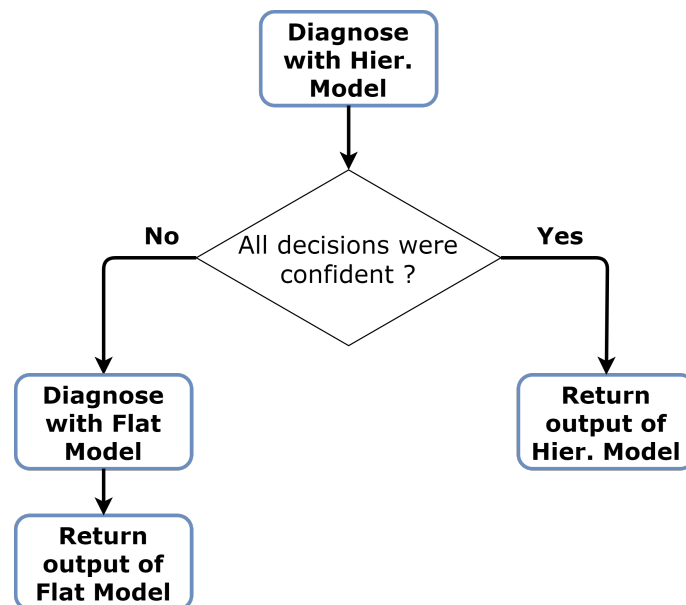 Diagnose
with Hier.
Model
All decisions were
confident ?
No
Yes
Diagnose
with Flat
Model
Return
output of
Flat Model
Return
output of
Hier. Model